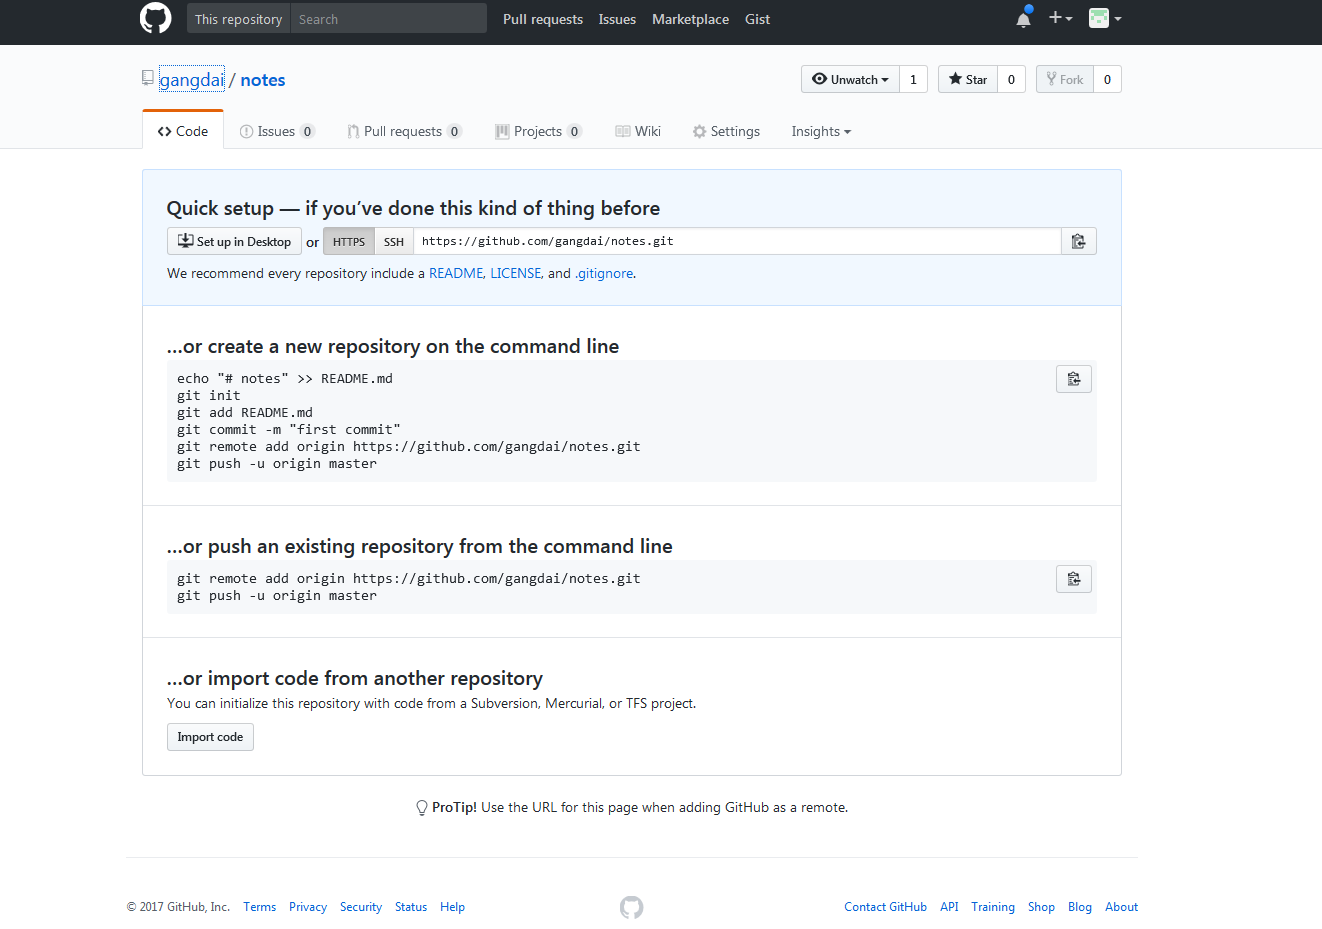 This repository Search Pull requests Issues Marketplace Gist
gangdai / notes
Unwatch 1 Star 0 Fork 0
Code Issues 0 Pull requests 0 Projects 0 Wiki Settings Insights
Quick setup — if you’ve done this kind of thing before
Set up in Desktop or HTTPS SSH https://github.com/gangdai/notes.git
We recommend every repository include a README, LICENSE, and .gitignore.
…or create a new repository on the command line
echo "# notes" >> README.md
git init
git add README.md
git commit -m "first commit"
git remote add origin https://github.com/gangdai/notes.git
git push -u origin master
…or push an existing repository from the command line
git remote add origin https://github.com/gangdai/notes.git
git push -u origin master
…or import code from another repository
You can initialize this repository with code from a Subversion, Mercurial, or TFS project.
Import code
ProTip! Use the URL for this page when adding GitHub as a remote.
© 2017 GitHub, Inc. Terms Privacy Security Status Help Contact GitHub API Training Shop Blog About